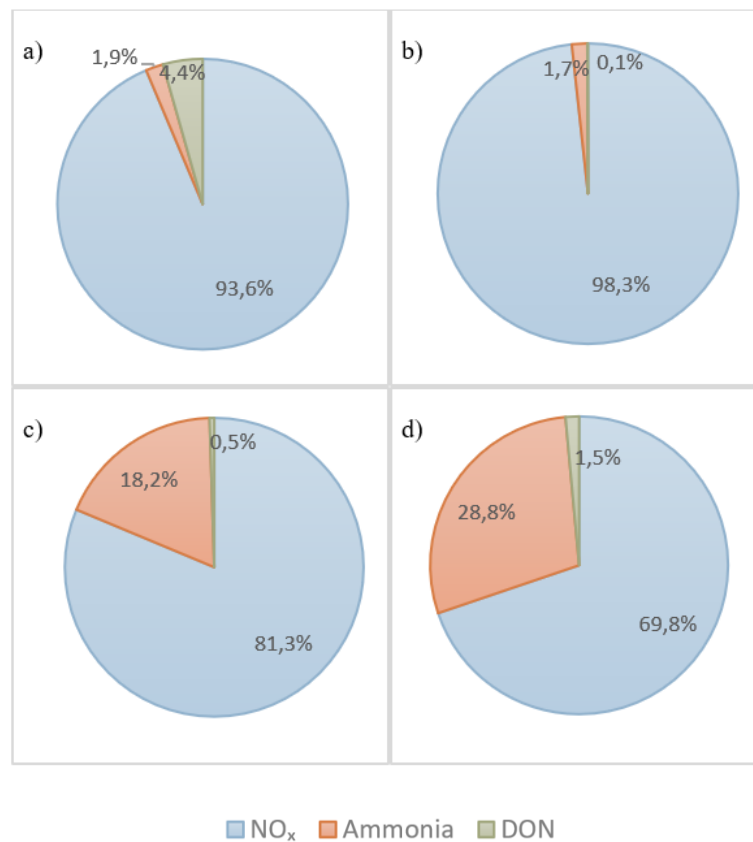 a)
1,9%
4,4%
93,6%
b)
1,7%
0,1%
98,3%
c)
0,5%
18,2%
81,3%
d)
1,5%
28,8%
69,8%
NOₓ Ammonia DON